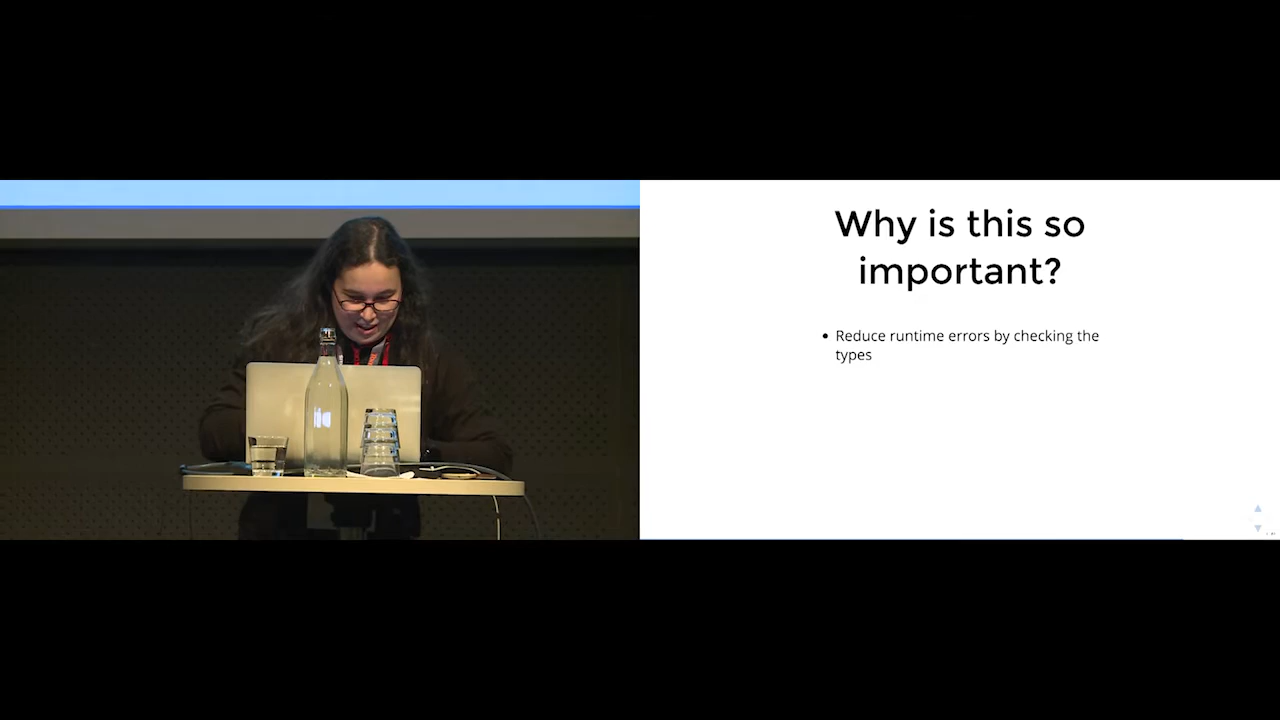 Why is this so
important?
Reduce runtime errors by checking the
types